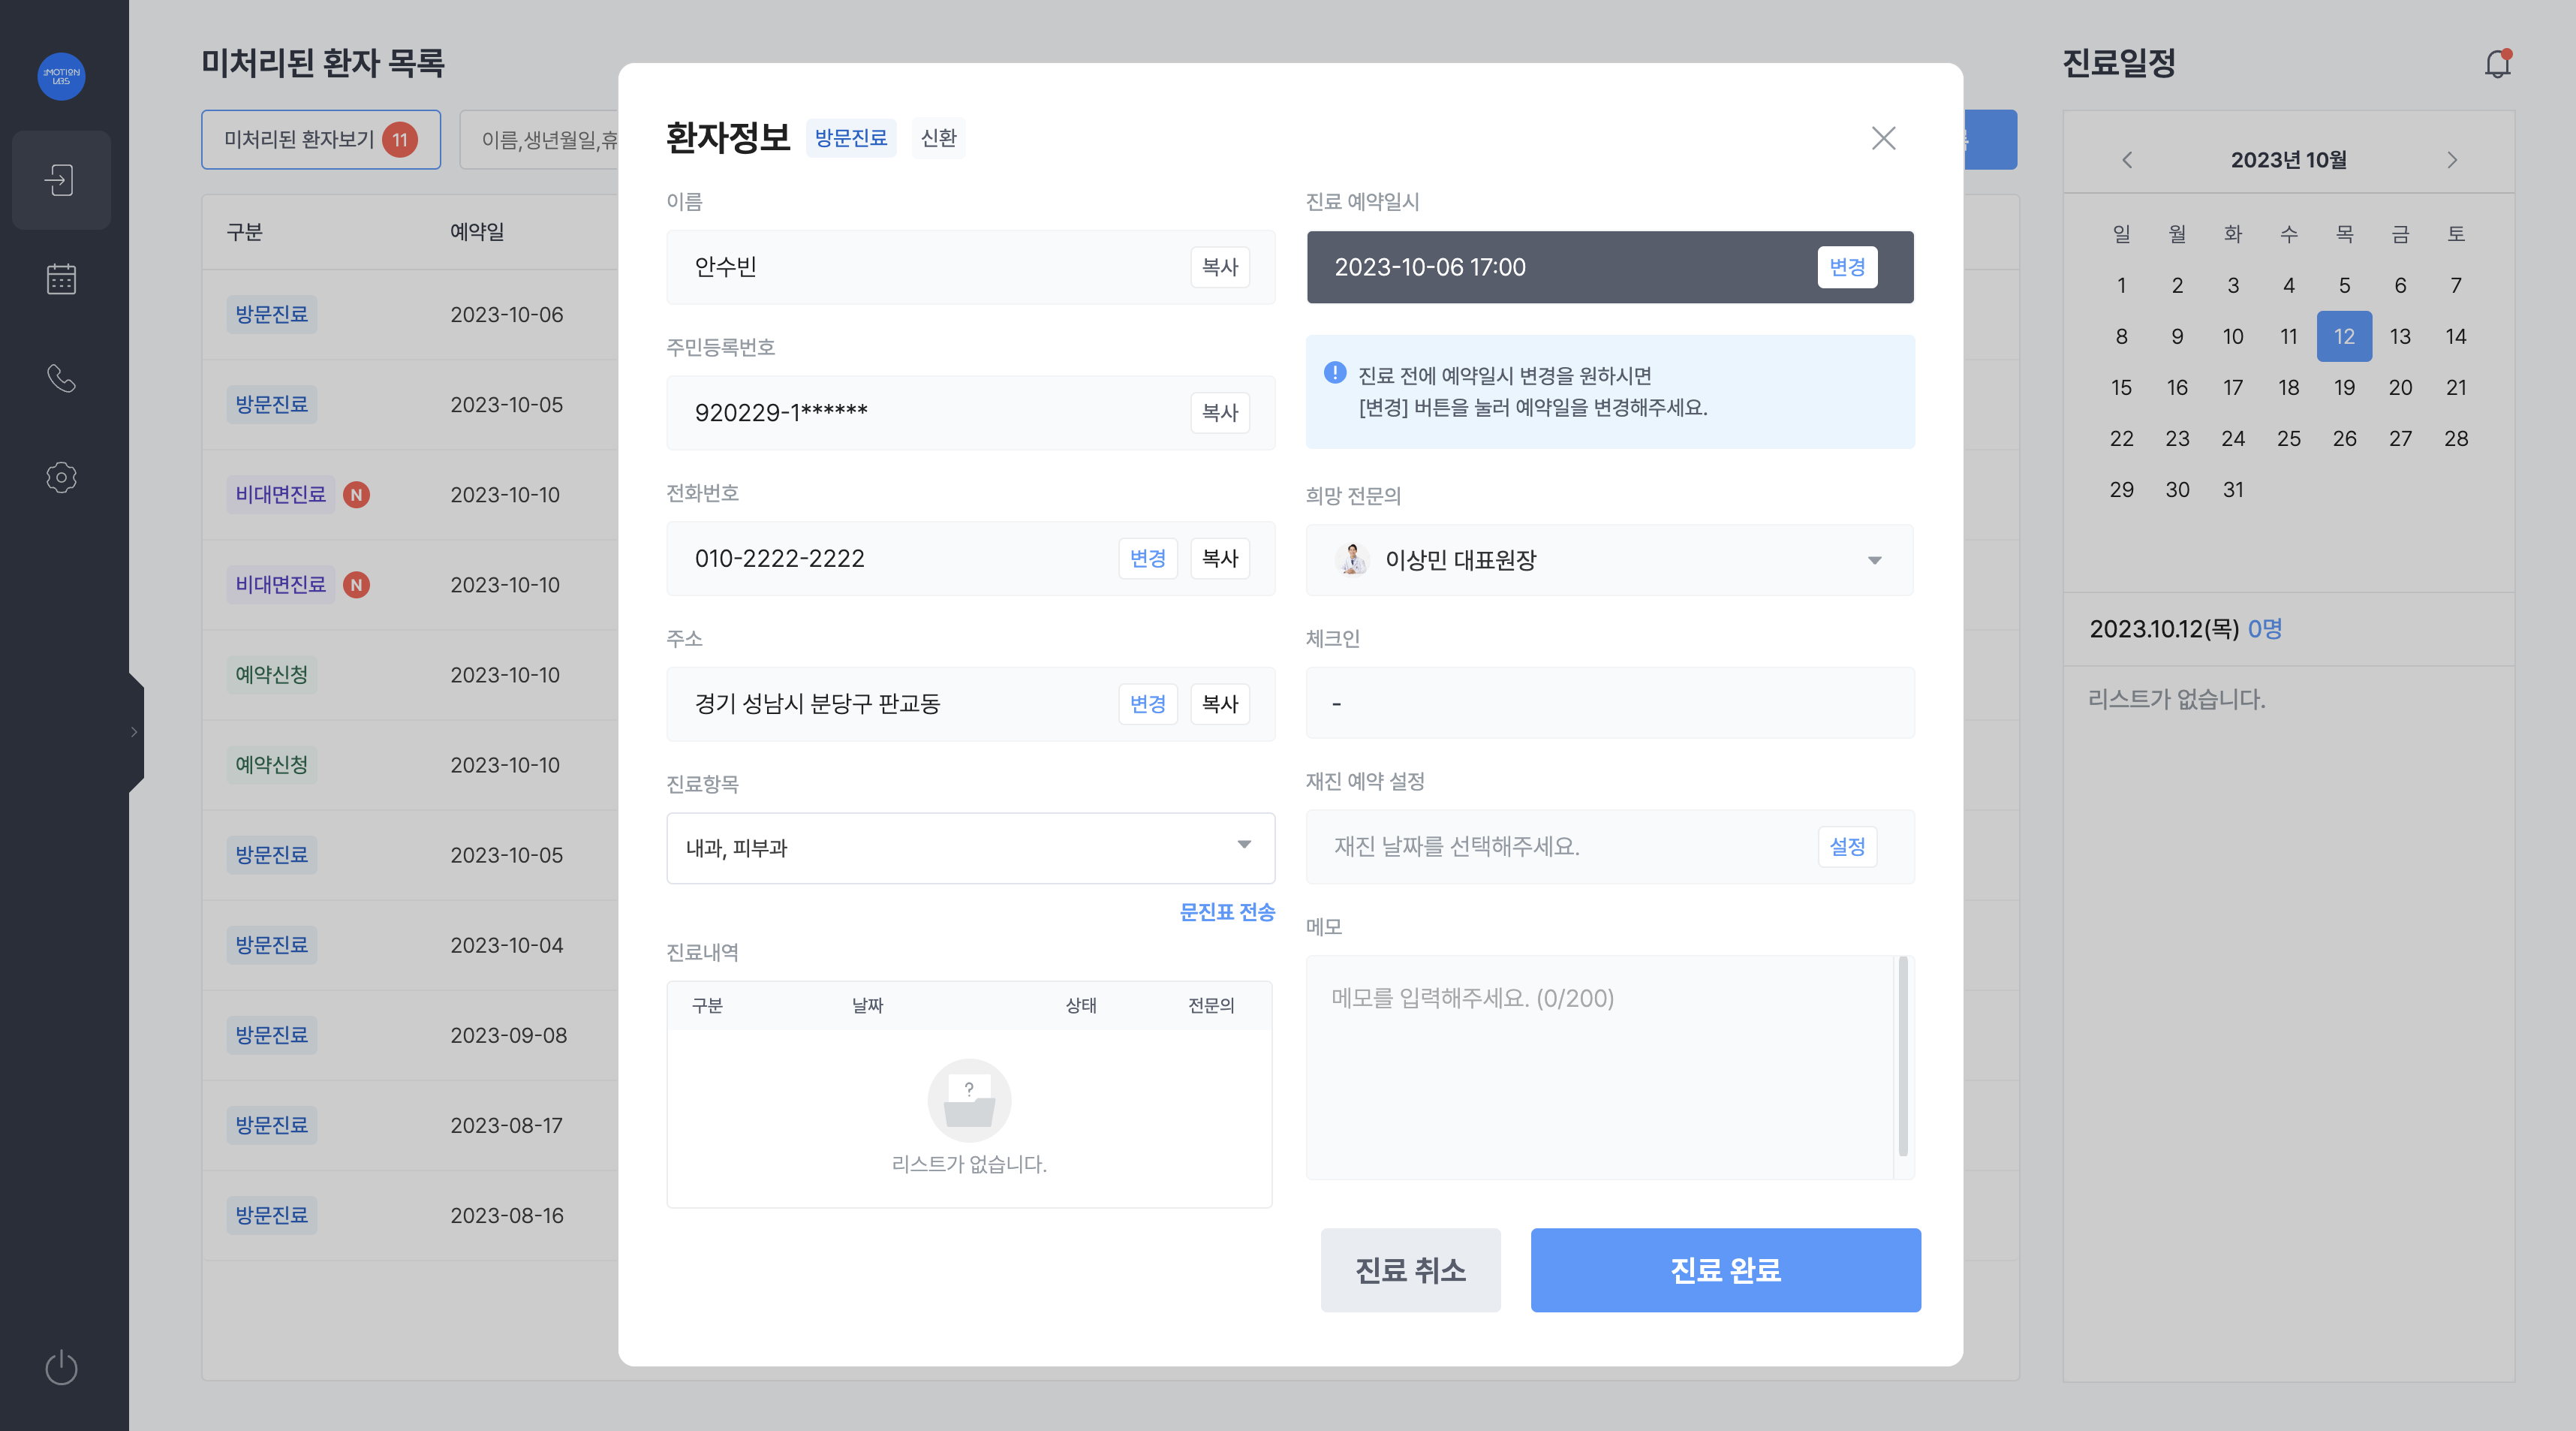 MOTION
LABS
미처리된 환자 목록
미처리된 환자보기 11
이름,생년월일,휴
구분 예약일
방문진료 2023-10-06
방문진료 2023-10-05
비대면진료 N 2023-10-10
비대면진료 N 2023-10-10
예약신청 2023-10-10
예약신청 2023-10-10
방문진료 2023-10-05
방문진료 2023-10-04
방문진료 2023-09-08
방문진료 2023-08-17
방문진료 2023-08-16
환자정보 방문진료 신환
이름
안수빈 복사
주민등록번호
920229-1****** 복사
전화번호
010-2222-2222 변경 복사
주소
경기 성남시 분당구 판교동 변경 복사
진료항목
내과, 피부과
문진표 전송
진료내역
구분 날짜 상태 전문의
?
리스트가 없습니다.
진료 예약일시
2023-10-06 17:00 변경
진료 전에 예약일시 변경을 원하시면
[변경] 버튼을 눌러 예약일을 변경해주세요.
희망 전문의
이상민 대표원장
체크인
-
재진 예약 설정
재진 날짜를 선택해주세요. 설정
메모
메모를 입력해주세요. (0/200)
진료 취소 진료 완료
진료일정
2023년 10월
일 월 화 수 목 금 토
1 2 3 4 5 6 7
8 9 10 11 12 13 14
15 16 17 18 19 20 21
22 23 24 25 26 27 28
29 30 31
2023.10.12(목) 0명
리스트가 없습니다.